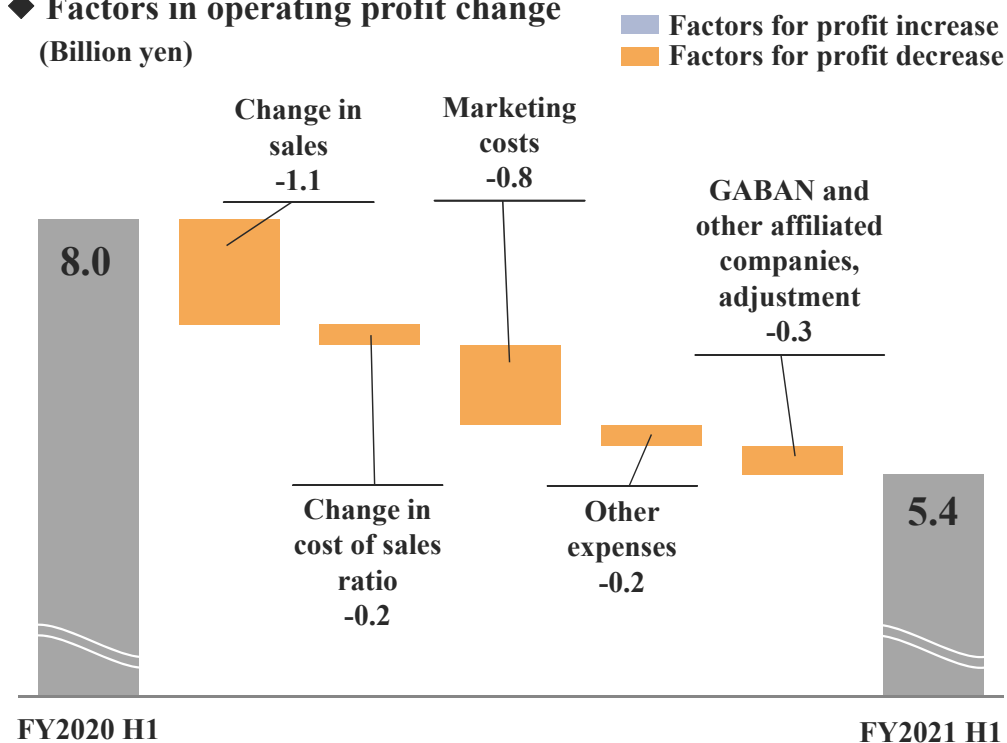 ◆ Factors in operating profit change
(Billion yen)
Factors for profit increase
Factors for profit decrease
Change in
sales
-1.1
Marketing
costs
-0.8
GABAN and
other affiliated
companies,
adjustment
-0.3
8.0
5.4
Change in
cost of sales
ratio
-0.2
Other
expenses
-0.2
FY2020 H1
FY2021 H1